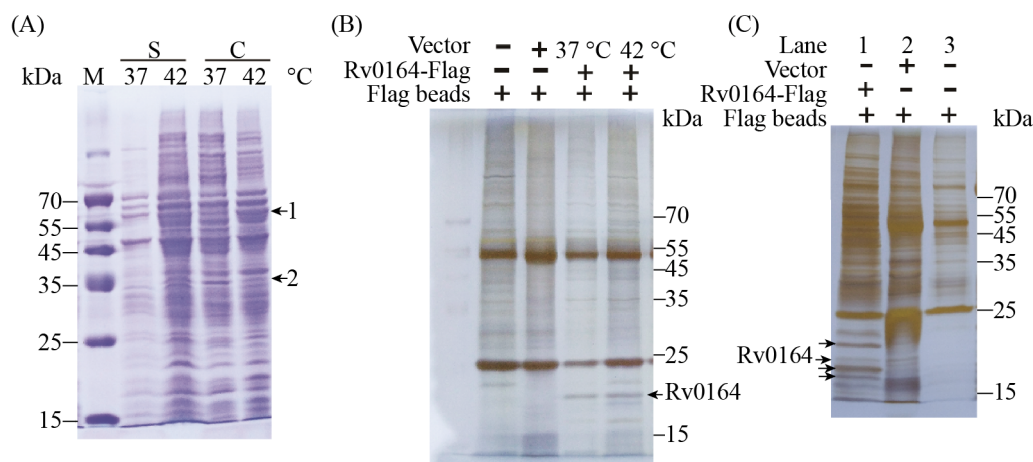 (A)
S C
kDa M 37 42 37 42 °C
70
55
45
35
25
15
1
2
(B)
Vector − + 37 °C 42 °C
Rv0164-Flag − − + +
Flag beads + + + +
kDa
70
55
45
35
25
15
Rv0164
(C)
Lane 1 2 3
Vector − + −
Rv0164-Flag + − −
Flag beads + + +
kDa
70
55
45
35
25
15
Rv0164